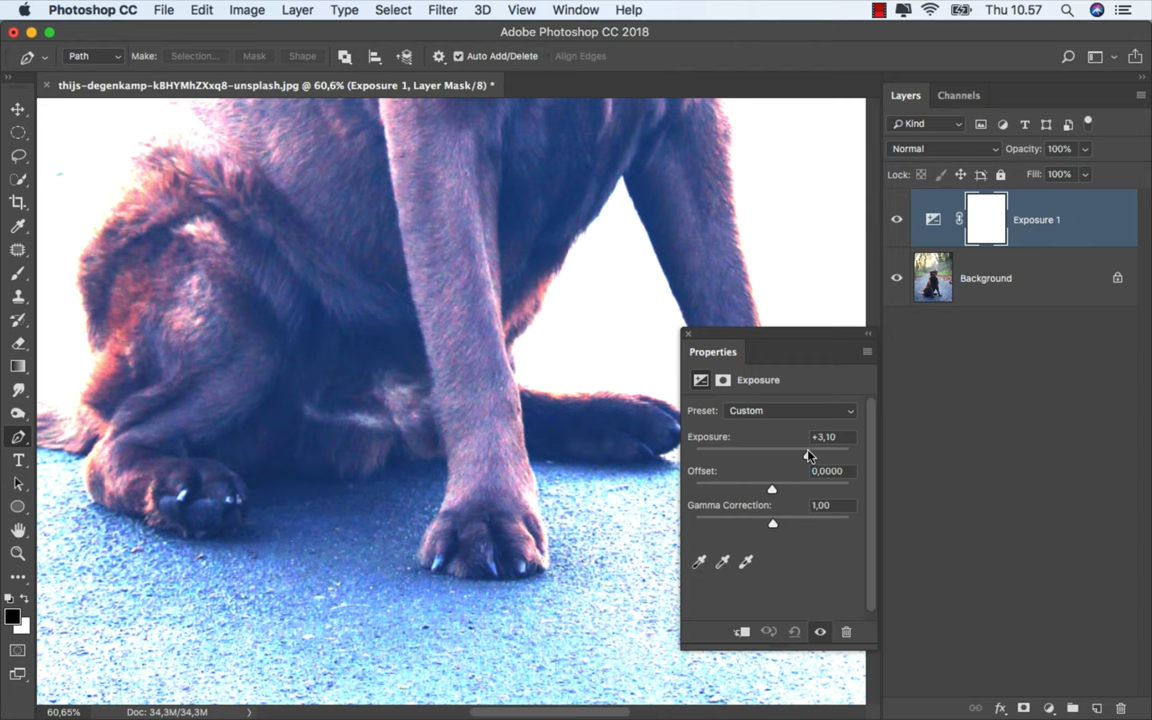 Photoshop CC File Edit Image Layer Type Select Filter 3D View Window Help Thu 10.57
Adobe Photoshop CC 2018
Path Make: Selection... Mask Shape Auto Add/Delete Align Edges
thijs-degenkamp-kBHYMhZXxq8-unsplash.jpg @ 60,6% (Exposure 1, Layer Mask/8) *
Layers Channels
Kind
Normal Opacity: 100%
Lock: Fill: 100%
Exposure 1
Background
Properties
Exposure
Preset: Custom
Exposure: +3,10
Offset: 0,0000
Gamma Correction: 1,00
60,65% Doc: 34,3M/34,3M